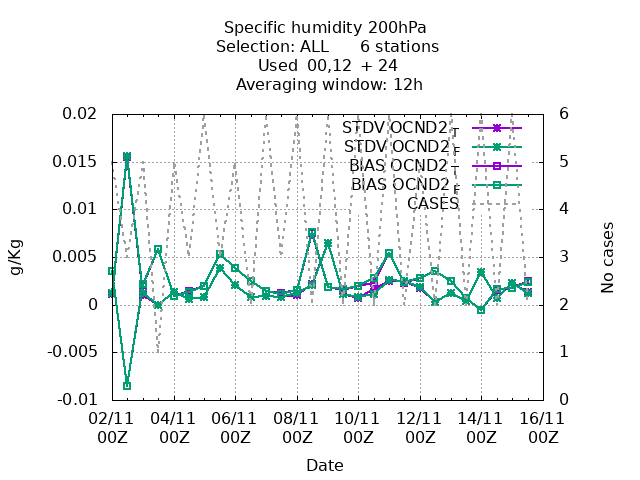 Specific humidity 200hPa
Selection: ALL 6 stations
Used 00,12 + 24
Averaging window: 12h
STDV OCND2_T
STDV OCND2_F
BIAS OCND2_T
BIAS OCND2_F
CASES
0.02
0.015
0.01
0.005
0
-0.005
-0.01
g/Kg
6
5
4
3
2
1
0
No cases
02/11 00Z
04/11 00Z
06/11 00Z
08/11 00Z
10/11 00Z
12/11 00Z
14/11 00Z
16/11 00Z
Date